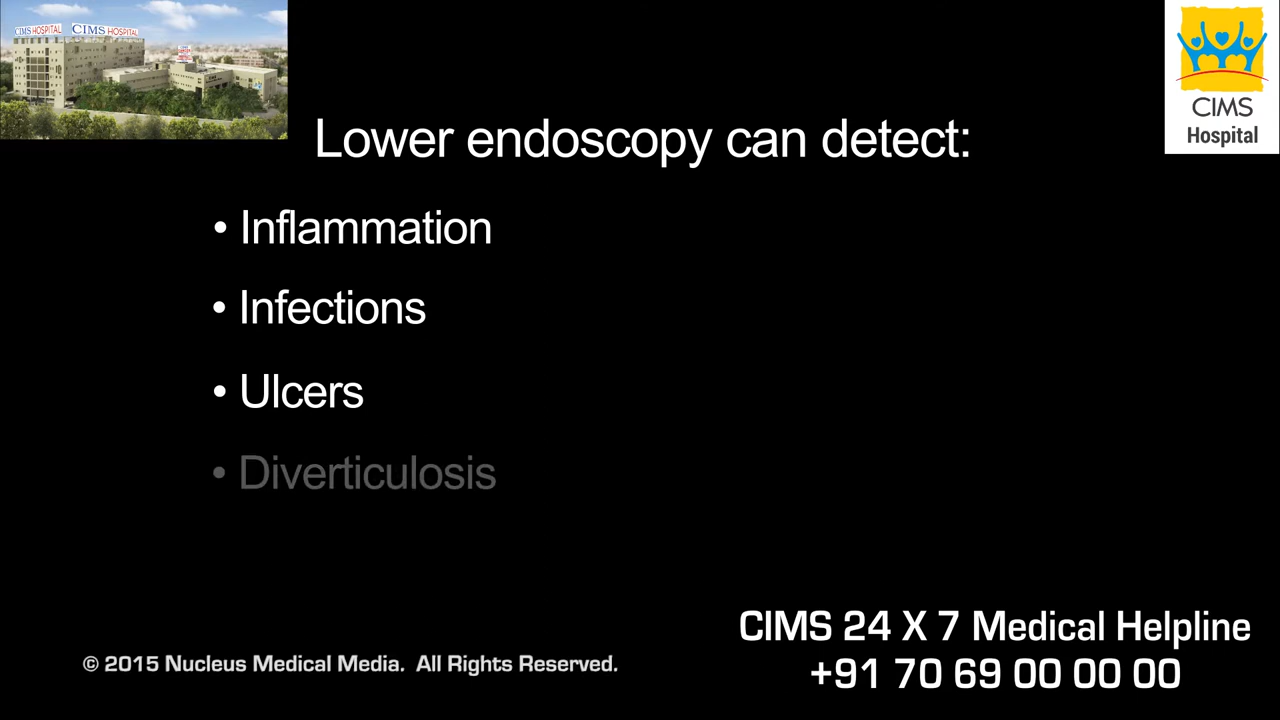 CIMS HOSPITAL CIMS HOSPITAL
CIMS
Hospital
Lower endoscopy can detect:
• Inflammation
• Infections
• Ulcers
• Diverticulosis
CIMS 24 X 7 Medical Helpline
+91 70 69 00 00 00
© 2015 Nucleus Medical Media. All Rights Reserved.